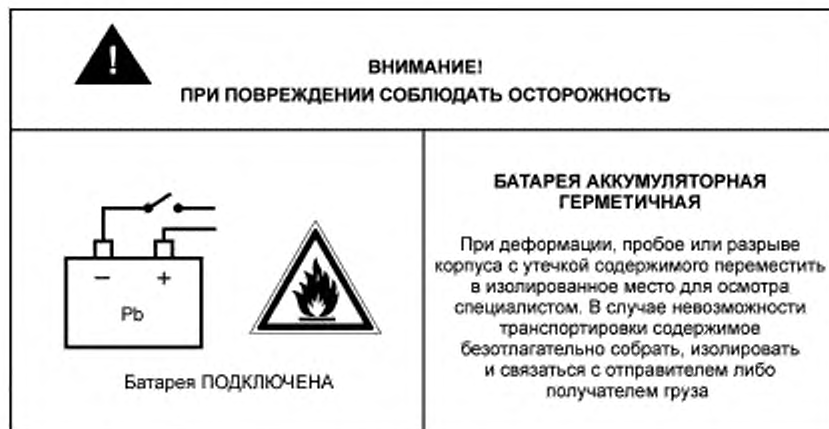 !
ВНИМАНИЕ!
ПРИ ПОВРЕЖДЕНИИ СОБЛЮДАТЬ ОСТОРОЖНОСТЬ
− +
Pb
Батарея ПОДКЛЮЧЕНА
БАТАРЕЯ АККУМУЛЯТОРНАЯ
ГЕРМЕТИЧНАЯ
При деформации, пробое или разрыве
корпуса с утечкой содержимого переместить
в изолированное место для осмотра
специалистом. В случае невозможности
транспортировки содержимое
безотлагательно собрать, изолировать
и связаться с отправителем либо
получателем груза